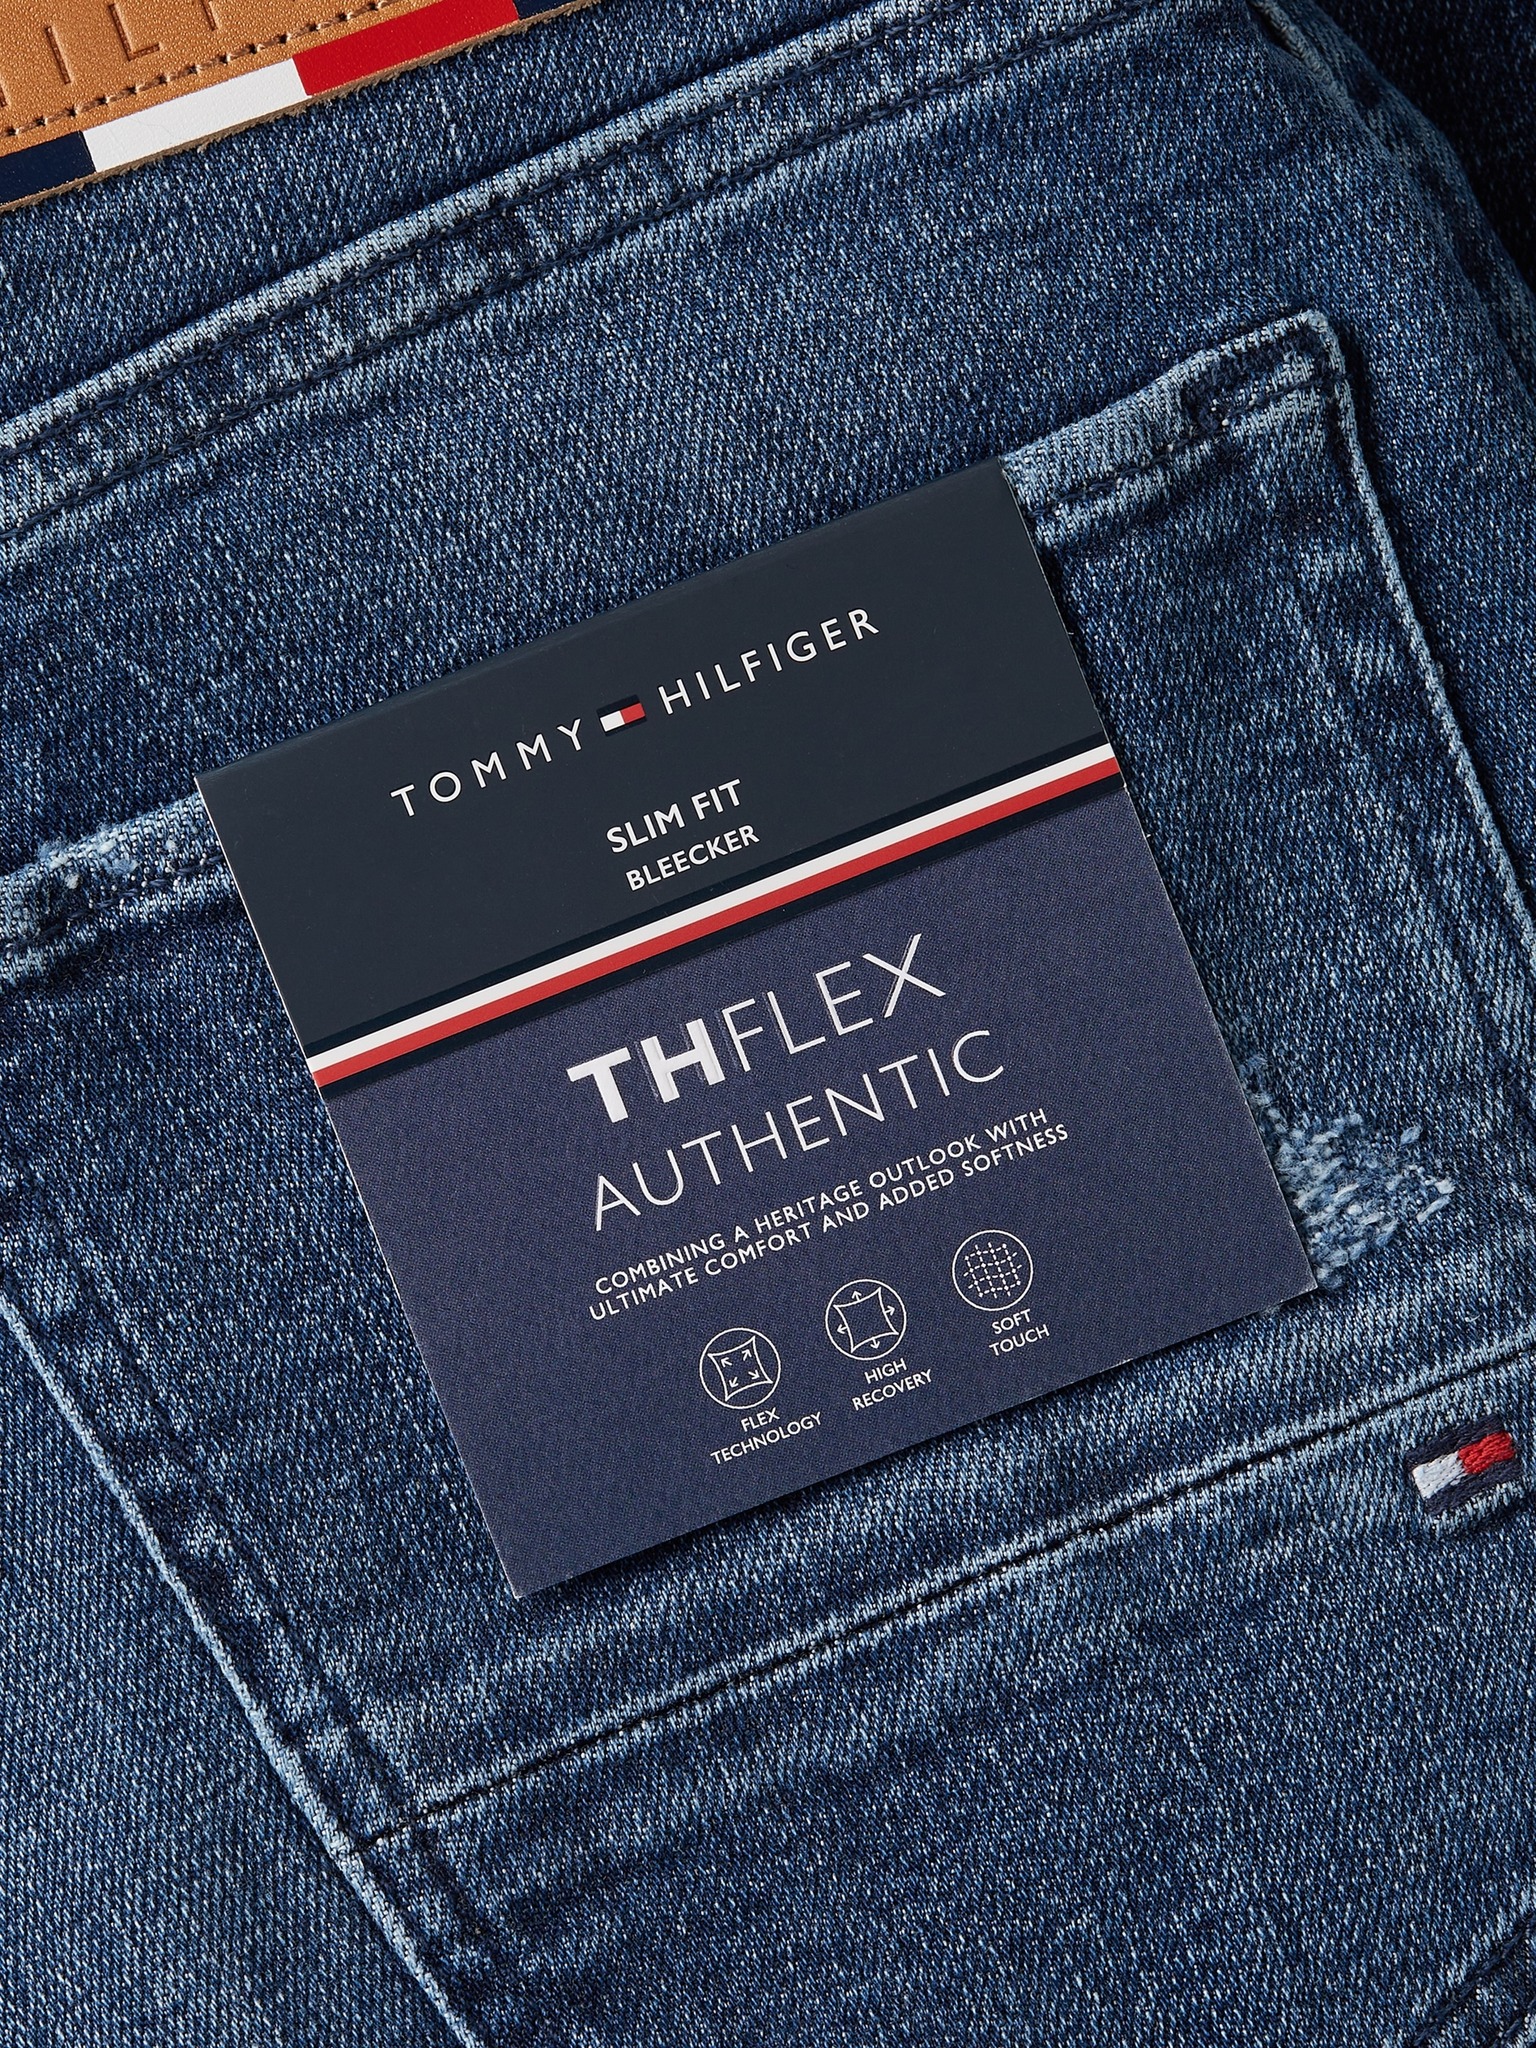 TOMMY HILFIGER
SLIM FIT
BLEECKER
THFLEX
AUTHENTIC
COMBINING A HERITAGE OUTLOOK WITH
ULTIMATE COMFORT AND ADDED SOFTNESS
FLEX
TECHNOLOGY
HIGH
RECOVERY
SOFT
TOUCH